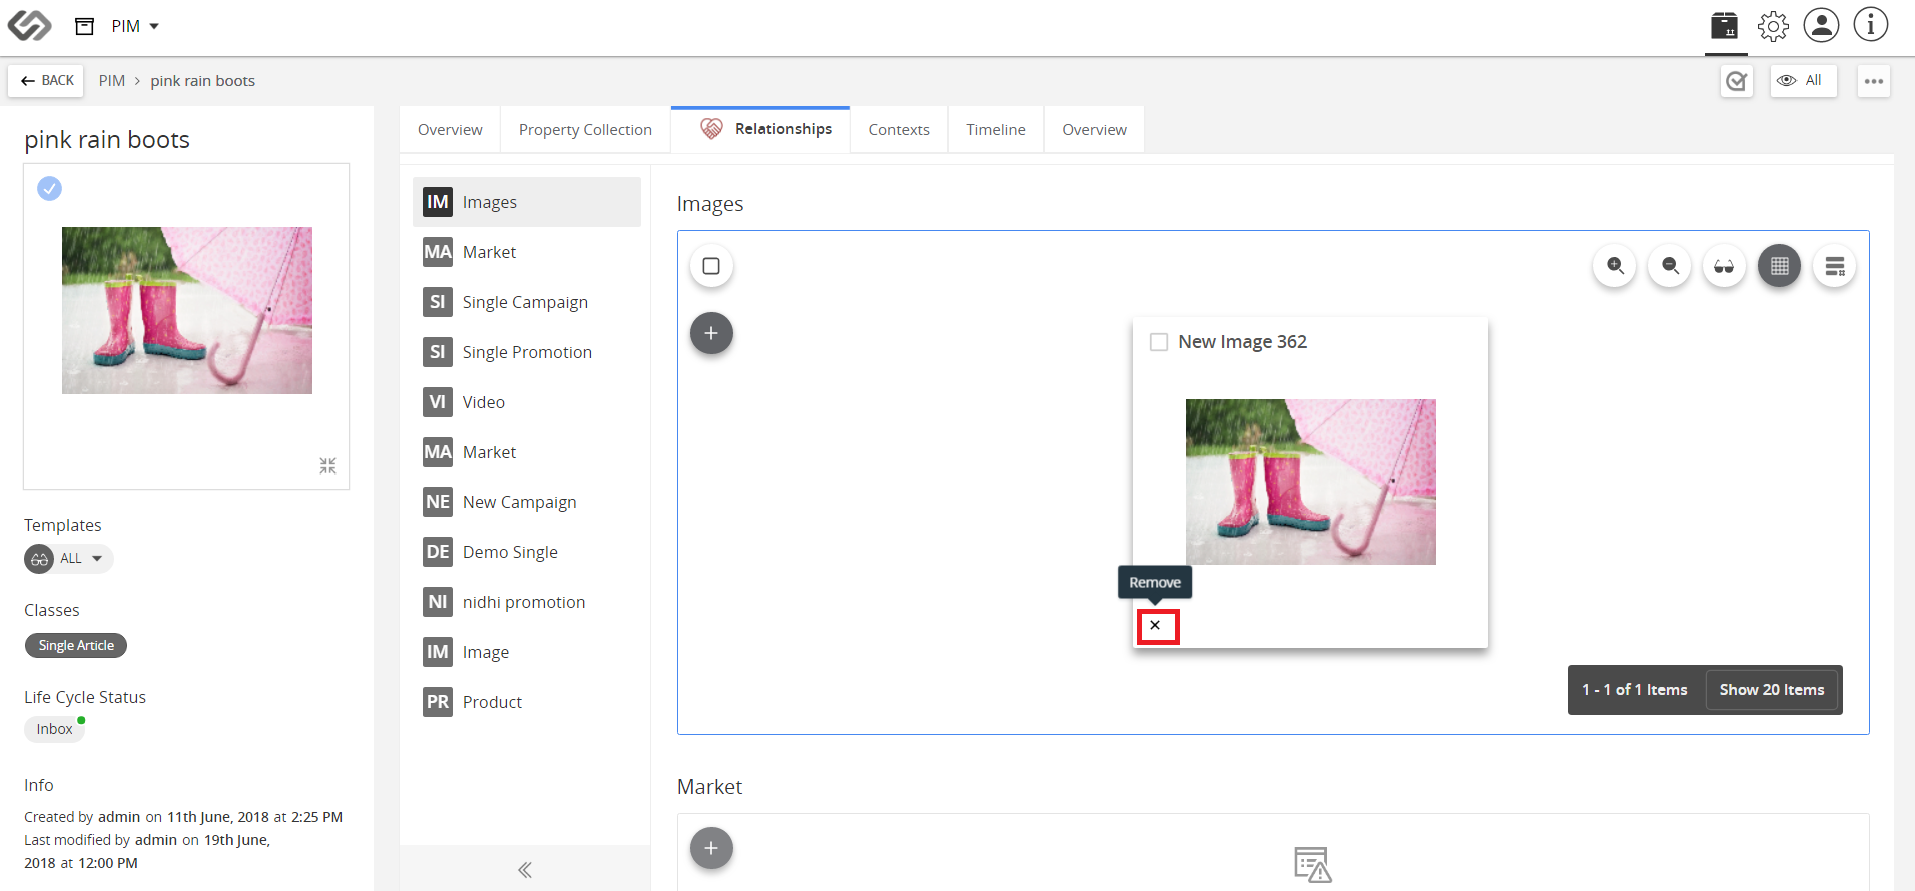 PIM
BACK
PIM > pink rain boots
All
pink rain boots
Templates
ALL
Classes
Single Article
Life Cycle Status
Inbox
Info
Created by admin on 11th June, 2018 at 2:25 PM
Last modified by admin on 19th June,
2018 at 12:00 PM
Overview
Property Collection
Relationships
Contexts
Timeline
Overview
IM Images
MA Market
SI Single Campaign
SI Single Promotion
VI Video
MA Market
NE New Campaign
DE Demo Single
NI nidhi promotion
IM Image
PR Product
Images
New Image 362
Remove
1 - 1 of 1 Items
Show 20 Items
Market